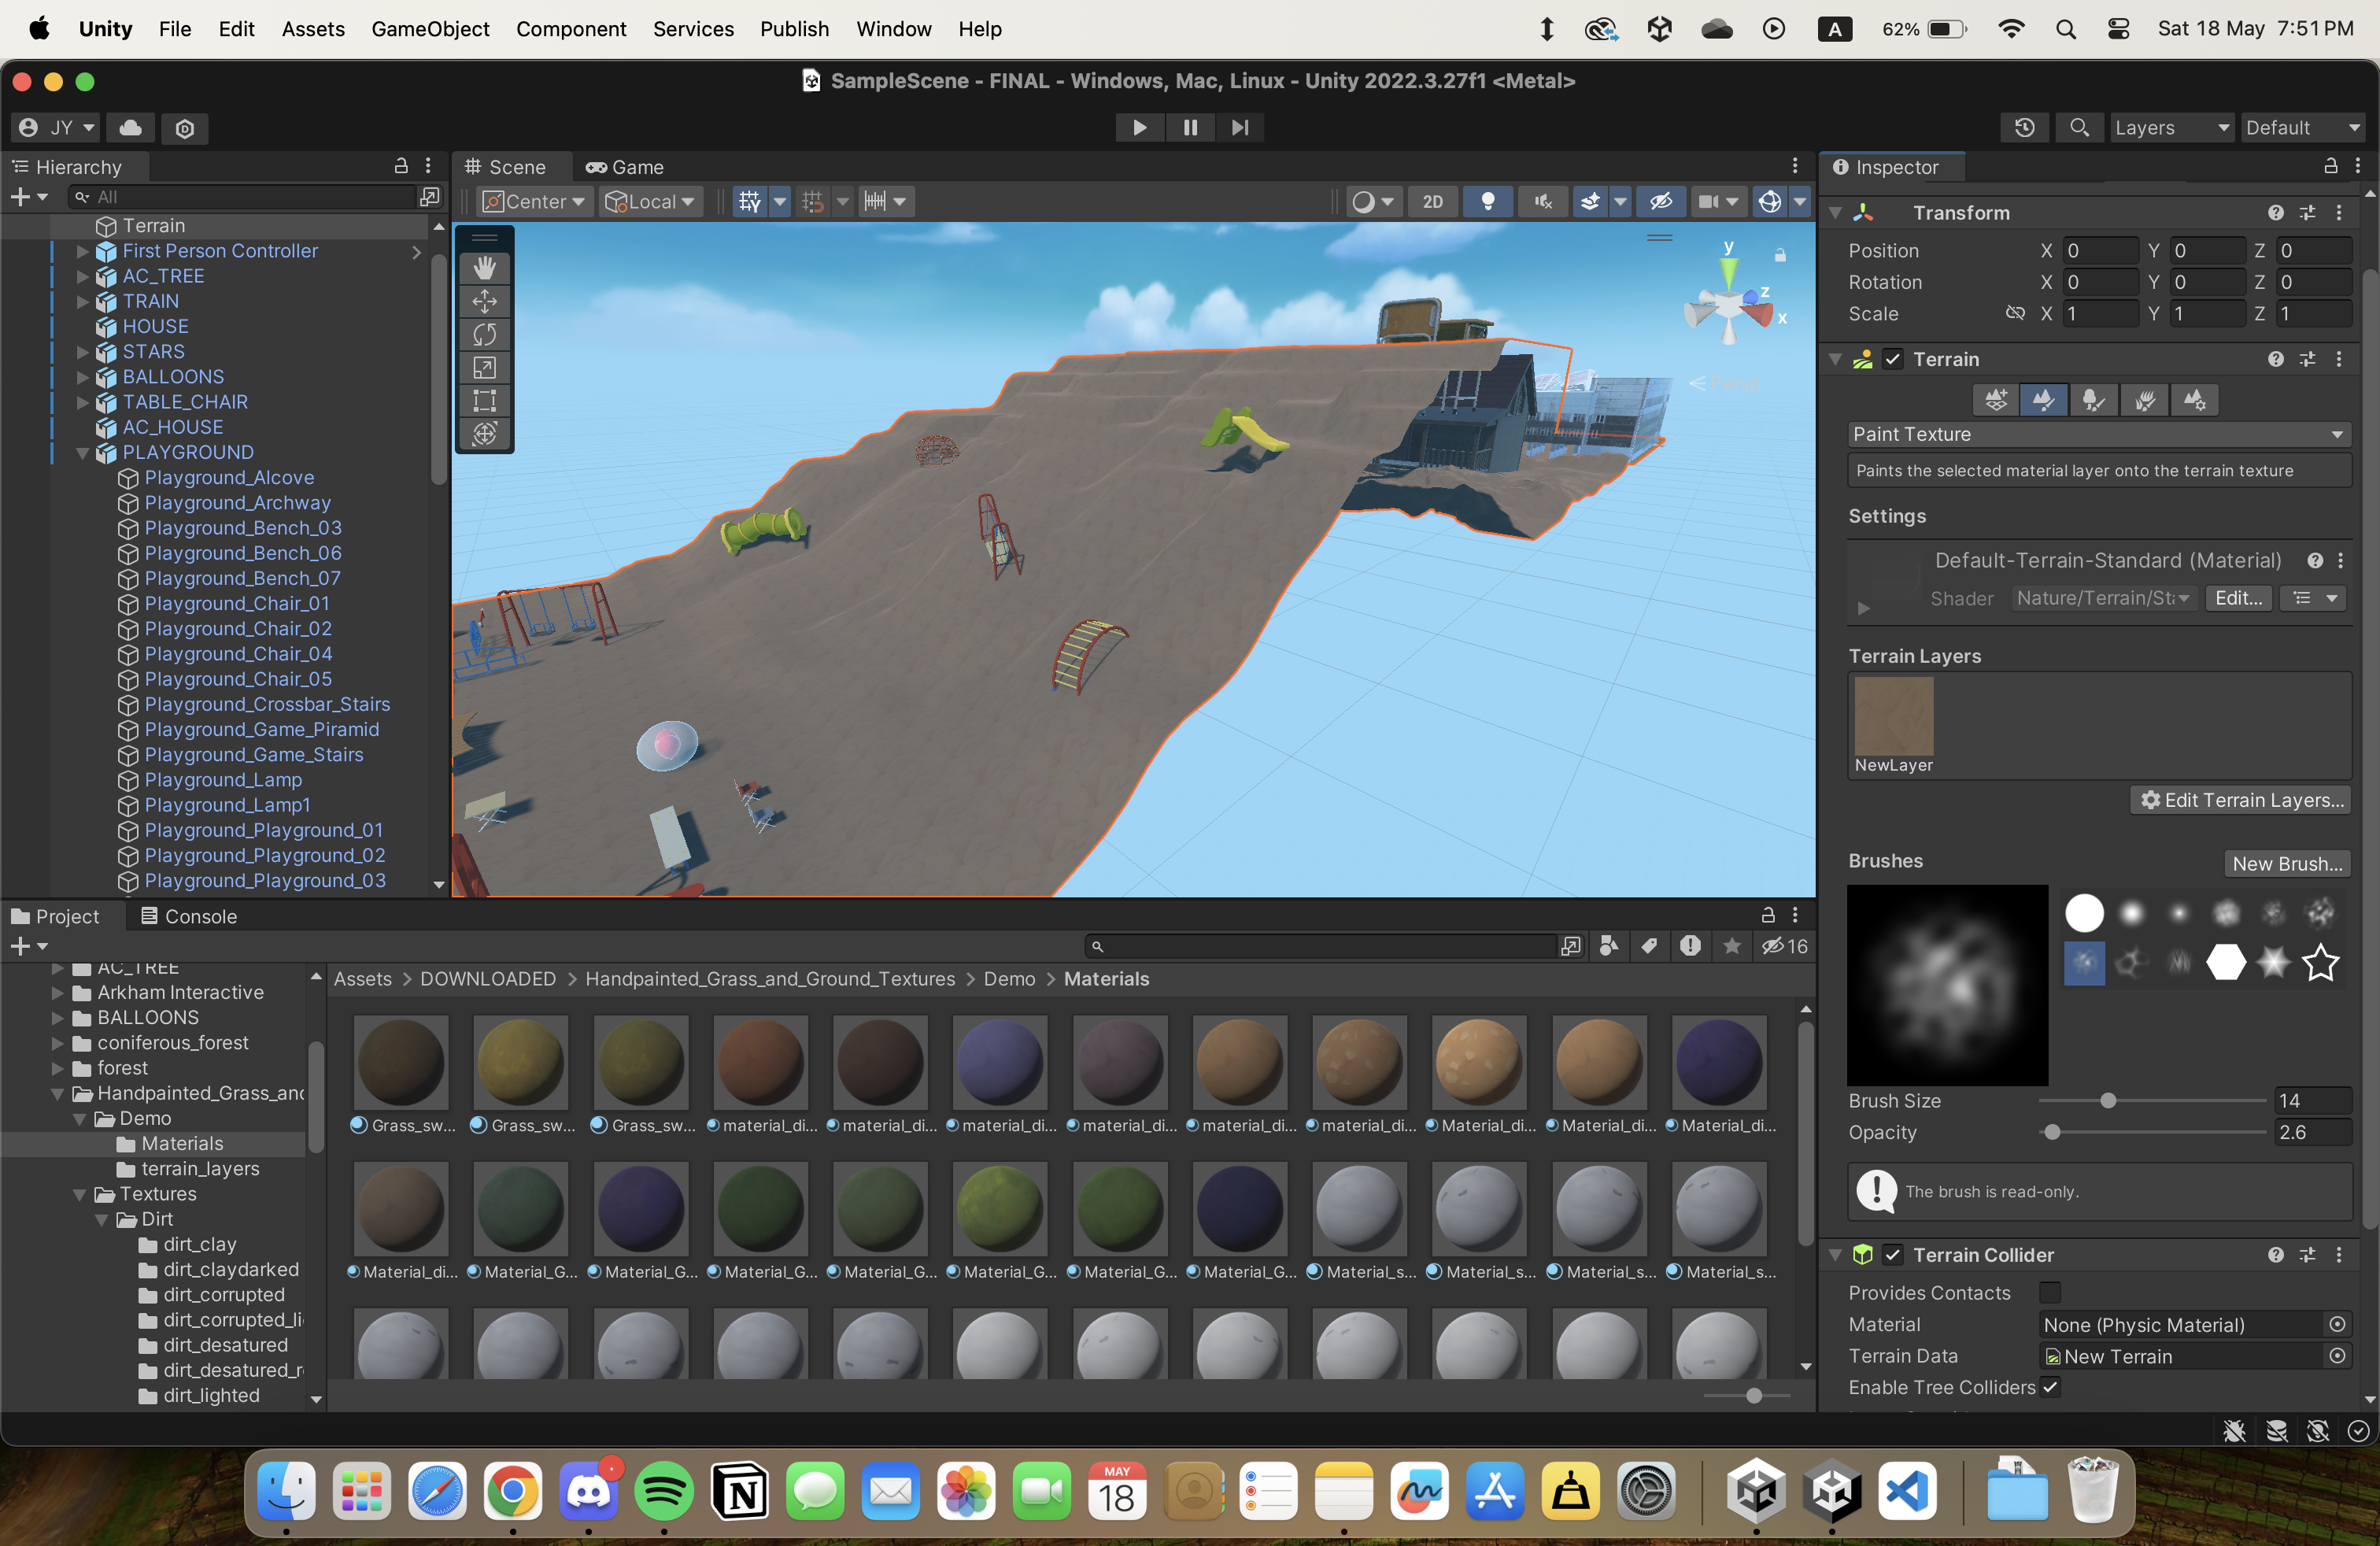 Unity File Edit Assets GameObject Component Services Publish Window Help
A 62% Sat 18 May 7:51 PM
SampleScene - FINAL - Windows, Mac, Linux - Unity 2022.3.27f1 <Metal>
JY
Layers Default
Hierarchy
All
Terrain
First Person Controller
AC_TREE
TRAIN
HOUSE
STARS
BALLOONS
TABLE_CHAIR
AC_HOUSE
PLAYGROUND
Playground_Alcove
Playground_Archway
Playground_Bench_03
Playground_Bench_06
Playground_Bench_07
Playground_Chair_01
Playground_Chair_02
Playground_Chair_04
Playground_Chair_05
Playground_Crossbar_Stairs
Playground_Game_Piramid
Playground_Game_Stairs
Playground_Lamp
Playground_Lamp1
Playground_Playground_01
Playground_Playground_02
Playground_Playground_03
Scene Game
Center Local 2D
y
z
x
Persp
Inspector
Transform
Position X 0 Y 0 Z 0
Rotation X 0 Y 0 Z 0
Scale X 1 Y 1 Z 1
Terrain
Paint Texture
Paints the selected material layer onto the terrain texture
Settings
Default-Terrain-Standard (Material)
Shader Nature/Terrain/Sta Edit...
Terrain Layers
NewLayer
Edit Terrain Layers...
Brushes
New Brush...
Brush Size 14
Opacity 2.6
The brush is read-only.
Terrain Collider
Provides Contacts
Material None (Physic Material)
Terrain Data New Terrain
Enable Tree Colliders
Project Console
16
AC_TREE
Arkham Interactive
BALLOONS
coniferous_forest
forest
Handpainted_Grass_and
Demo
Materials
terrain_layers
Textures
Dirt
dirt_clay
dirt_claydarked
dirt_corrupted
dirt_corrupted_li
dirt_desatured
dirt_desatured_r
dirt_lighted
Assets > DOWNLOADED > Handpainted_Grass_and_Ground_Textures > Demo > Materials
Grass_sw... Grass_sw... Grass_sw... material_di... material_di... material_di... material_di... material_di... material_di... Material_di... Material_di... Material_di...
Material_di... Material_G... Material_G... Material_G... Material_G... Material_G... Material_G... Material_G... Material_s... Material_s... Material_s... Material_s...
MAY
18